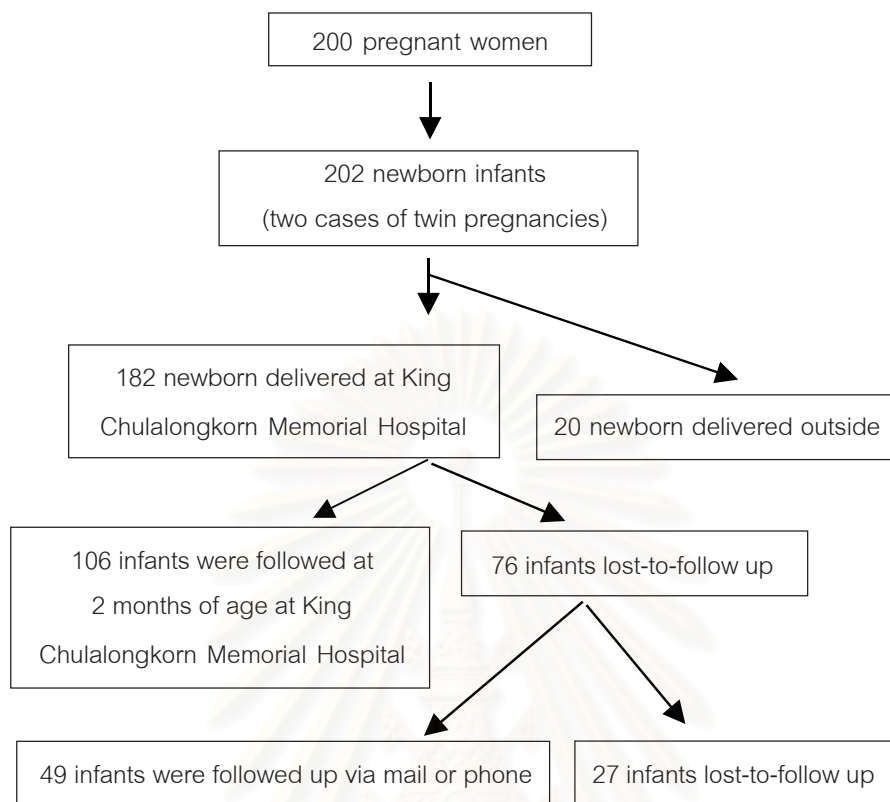 200 pregnant women
202 newborn infants
(two cases of twin pregnancies)
182 newborn delivered at King
Chulalongkorn Memorial Hospital
20 newborn delivered outside
106 infants were followed at
2 months of age at King
Chulalongkorn Memorial Hospital
76 infants lost-to-follow up
49 infants were followed up via mail or phone
27 infants lost-to-follow up